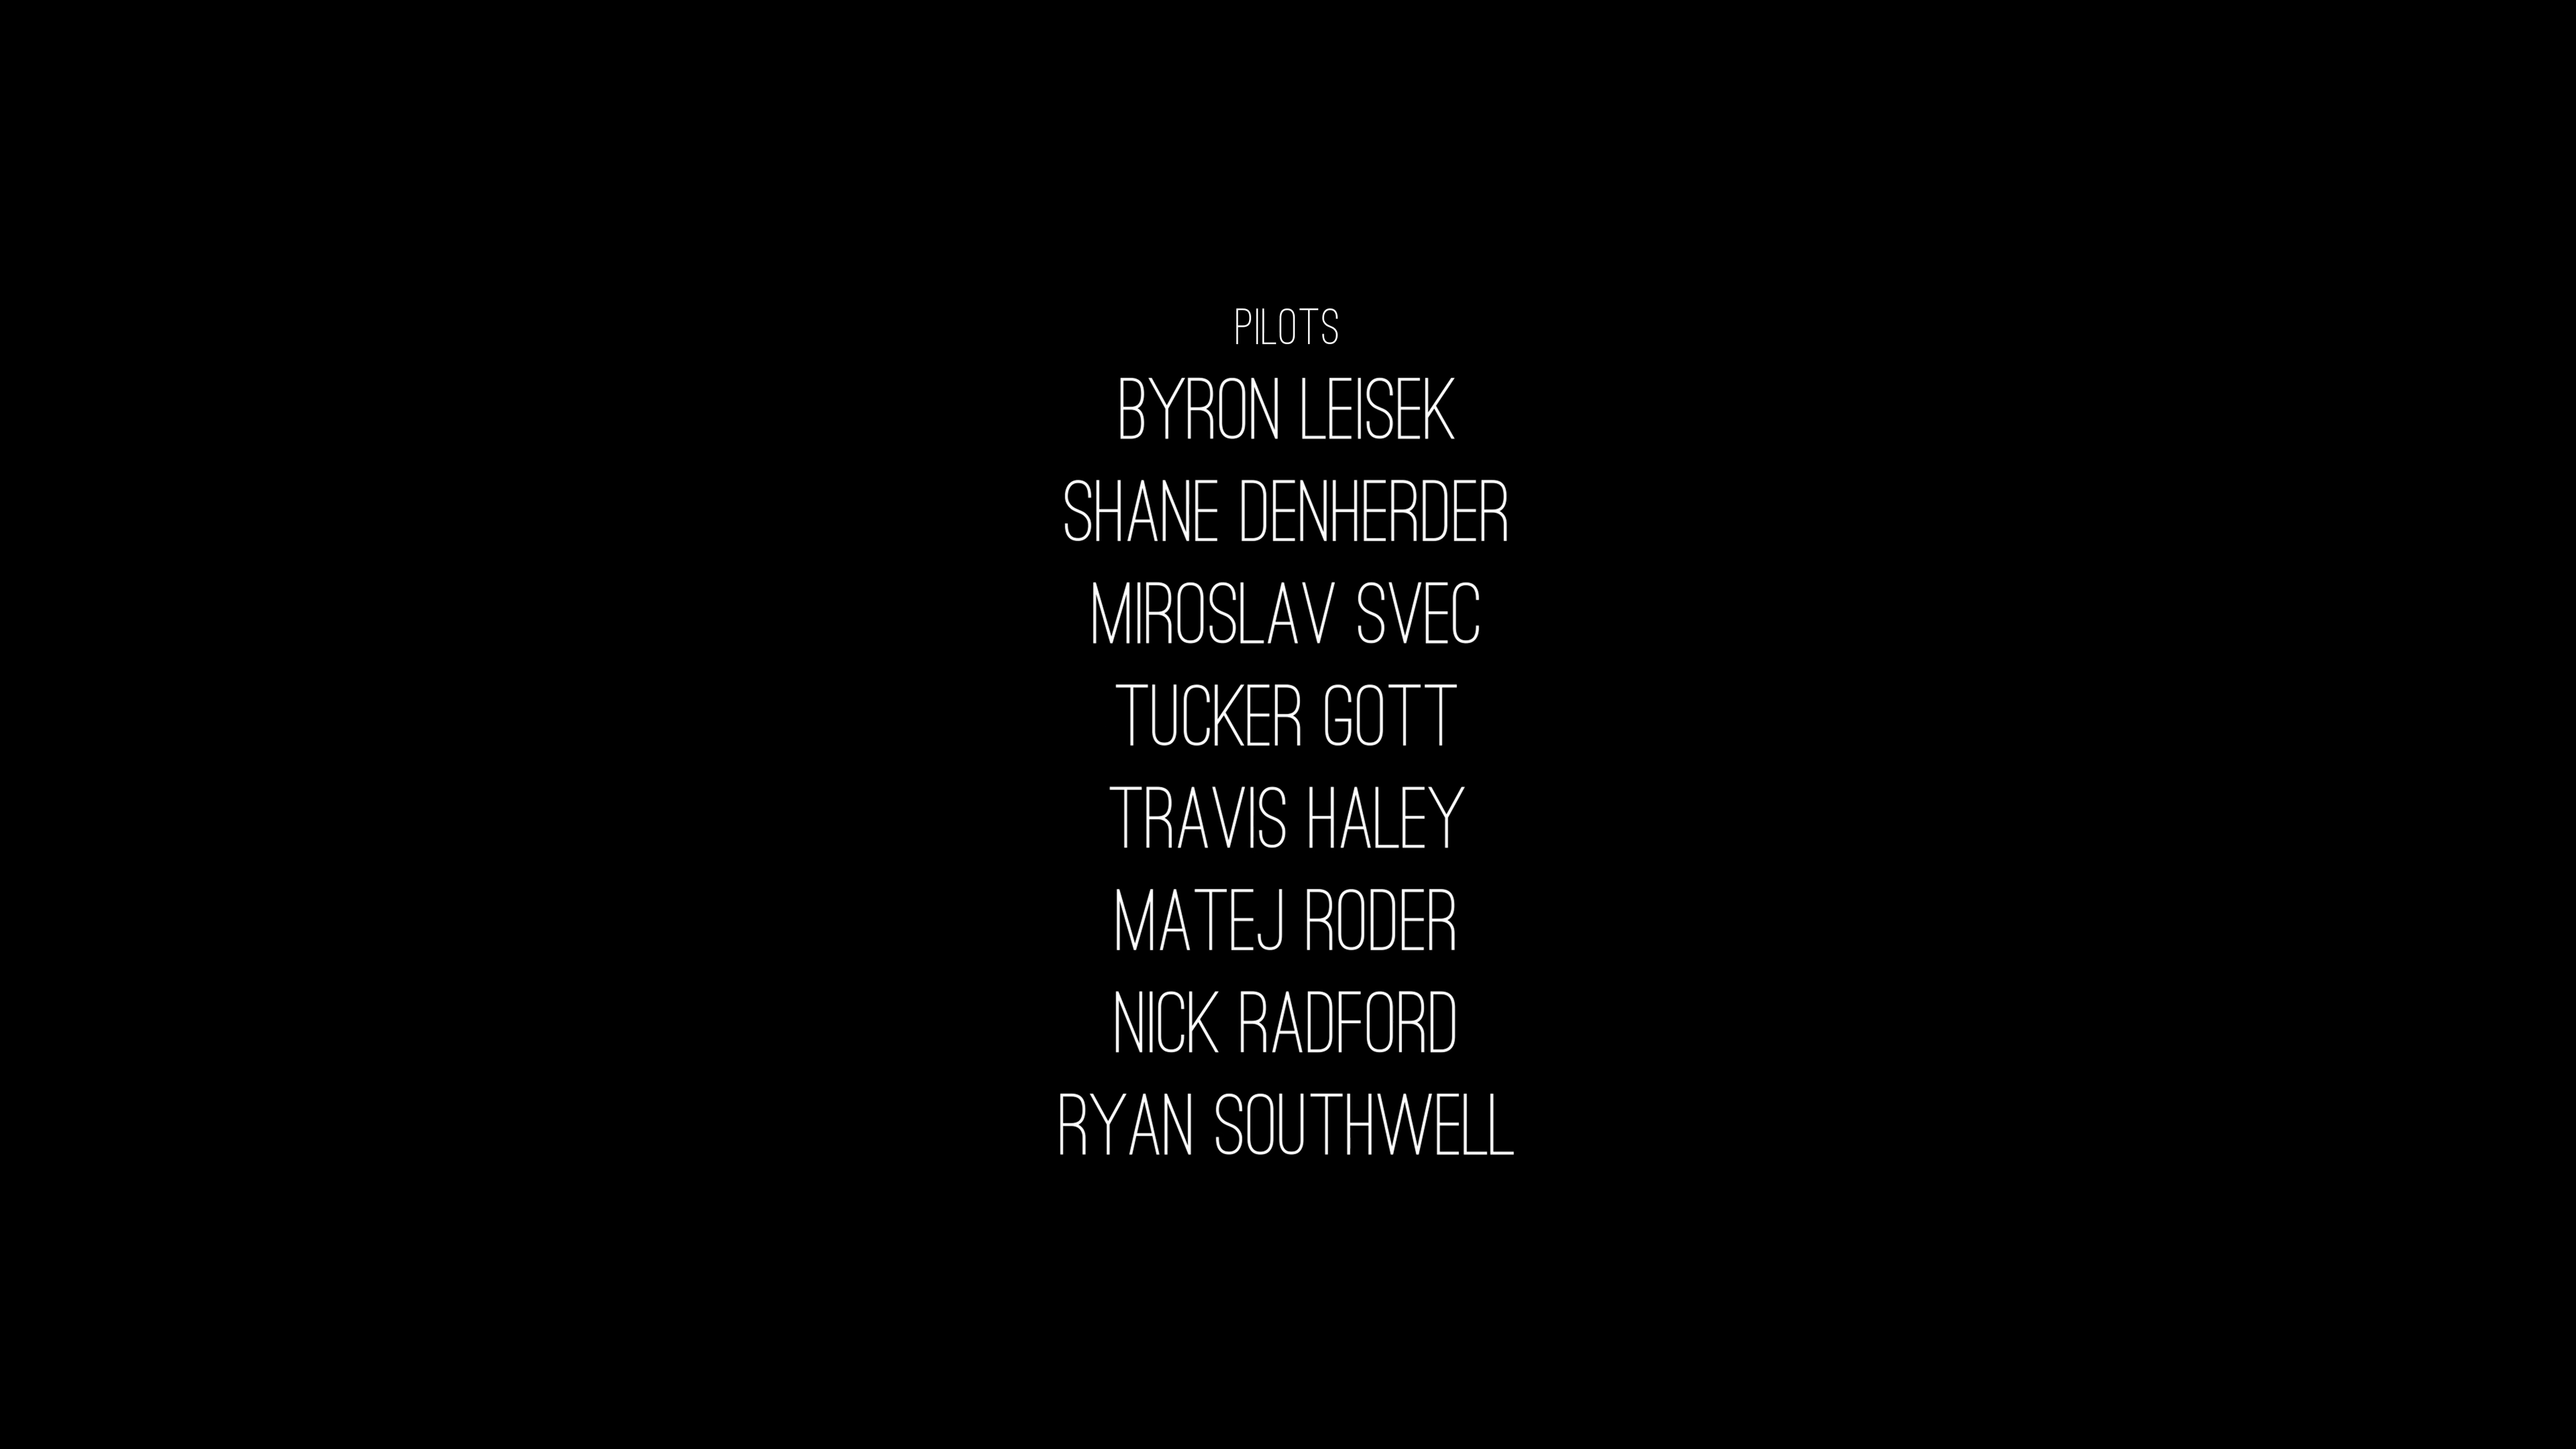 PILOTS
BYRON LEISEK
SHANE DENHERDER
MIROSLAV SVEC
TUCKER GOTT
TRAVIS HALEY
MATEJ RODER
NICK RADFORD
RYAN SOUTHWELL